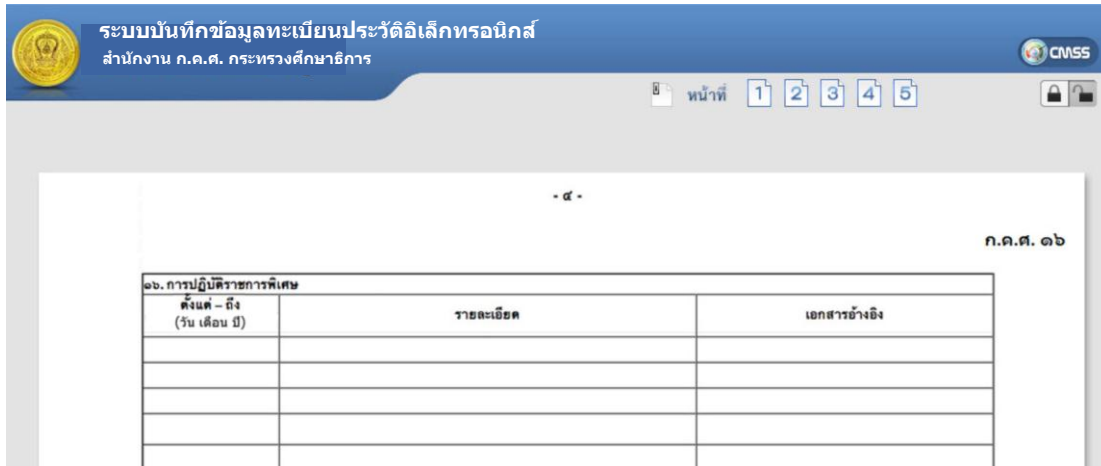 ระบบบันทึกข้อมูลทะเบียนประวัติอิเล็กทรอนิกส์
สำนักงาน ก.ค.ศ. กระทรวงศึกษาธิการ
CMSS
หน้าที่ 1 2 3 4 5
- ๔ -
ก.ค.ศ. ๑๖
๑๖. การปฏิบัติราชการพิเศษ
ตั้งแต่ – ถึง
(วัน เดือน ปี)
รายละเอียด
เอกสารอ้างอิง